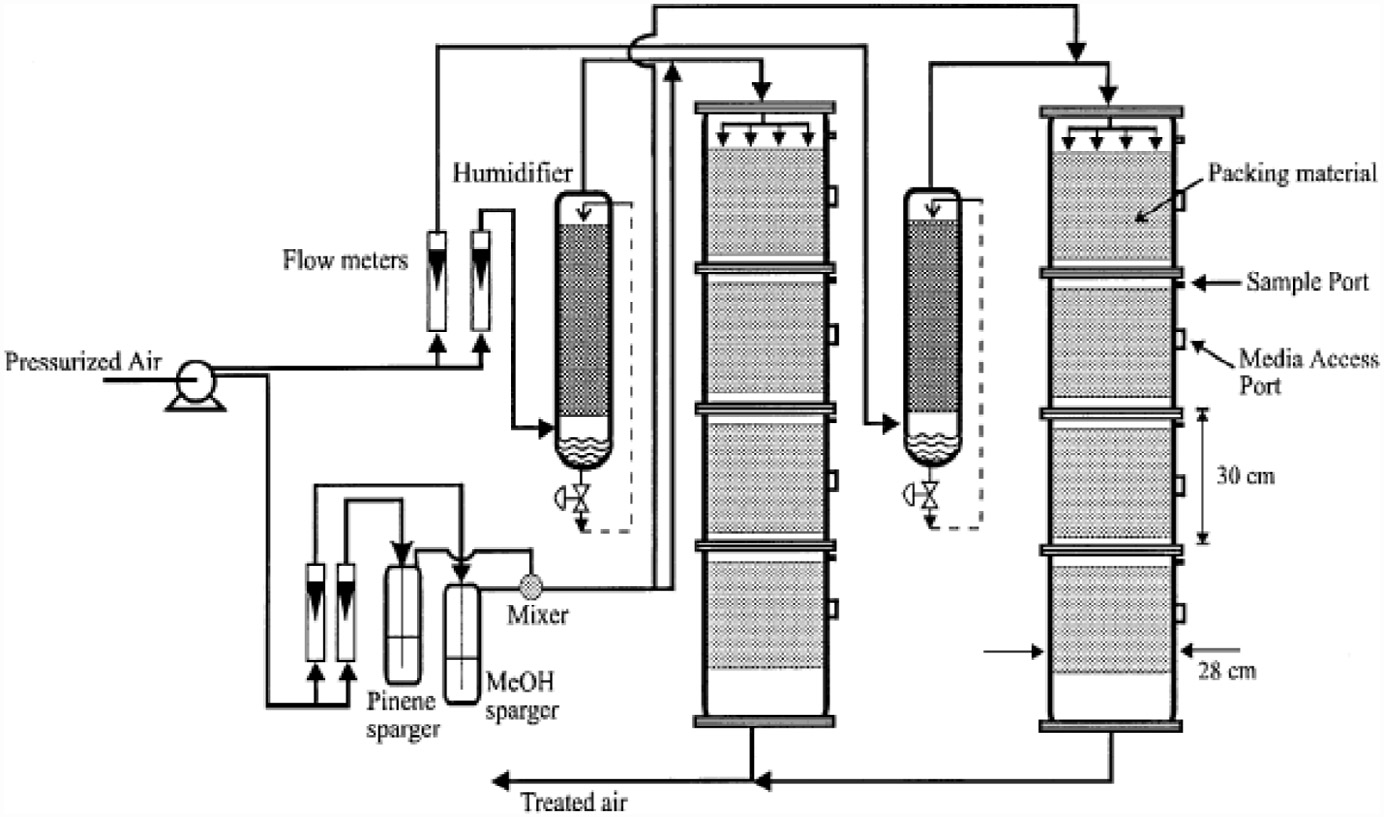 Humidifier
Packing material
Flow meters
Sample Port
Pressurized Air
Media Access
Port
30 cm
Mixer
28 cm
Pinene
sparger
MeOH
sparger
Treated air